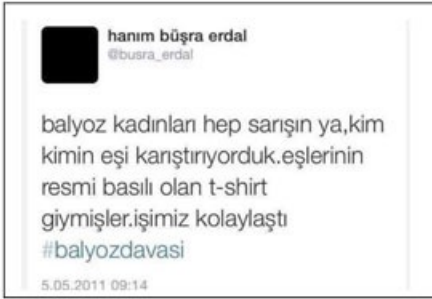 hanım büşra erdal
@busra_erdal
balyoz kadınları hep sarışın ya,kim
kimin eşi karıştırıyorduk.eşlerinin
resmi basılı olan t-shirt
giymişler.işimiz kolaylaştı
#balyozdavasi
5.05.2011 09:14